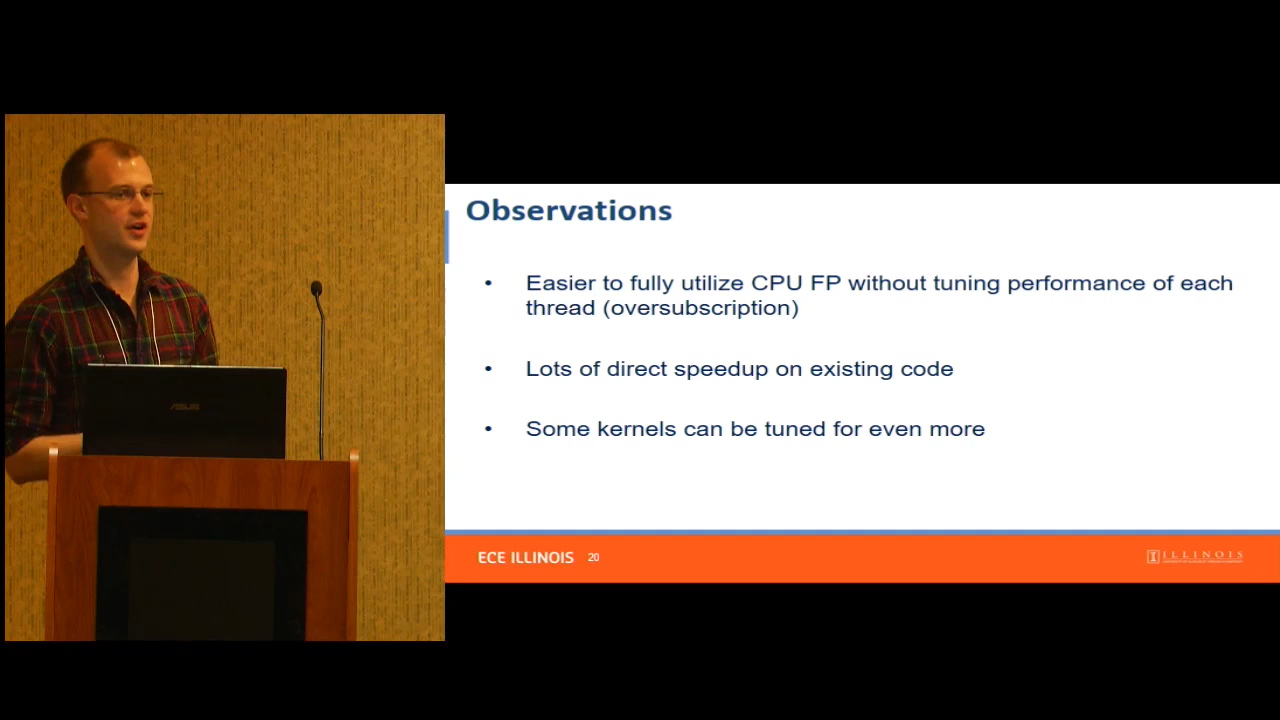 Observations
• Easier to fully utilize CPU FP without tuning performance of each
thread (oversubscription)
• Lots of direct speedup on existing code
• Some kernels can be tuned for even more
ECE ILLINOIS 20
ILLINOIS
ASUS